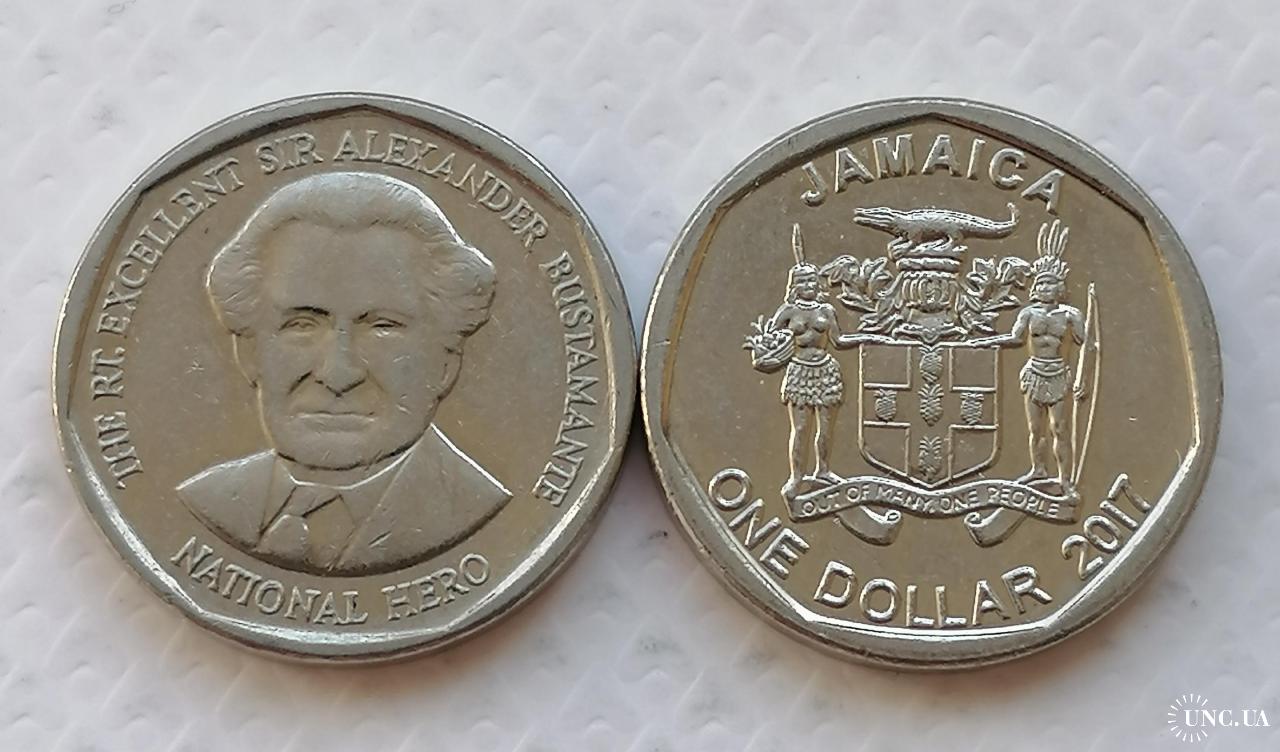 THE RT. EXCELLENT SIR ALEXANDER BUSTAMANTE
NATIONAL HERO
JAMAICA
OUT OF MANY, ONE PEOPLE
ONE DOLLAR 2017
UNC.UA